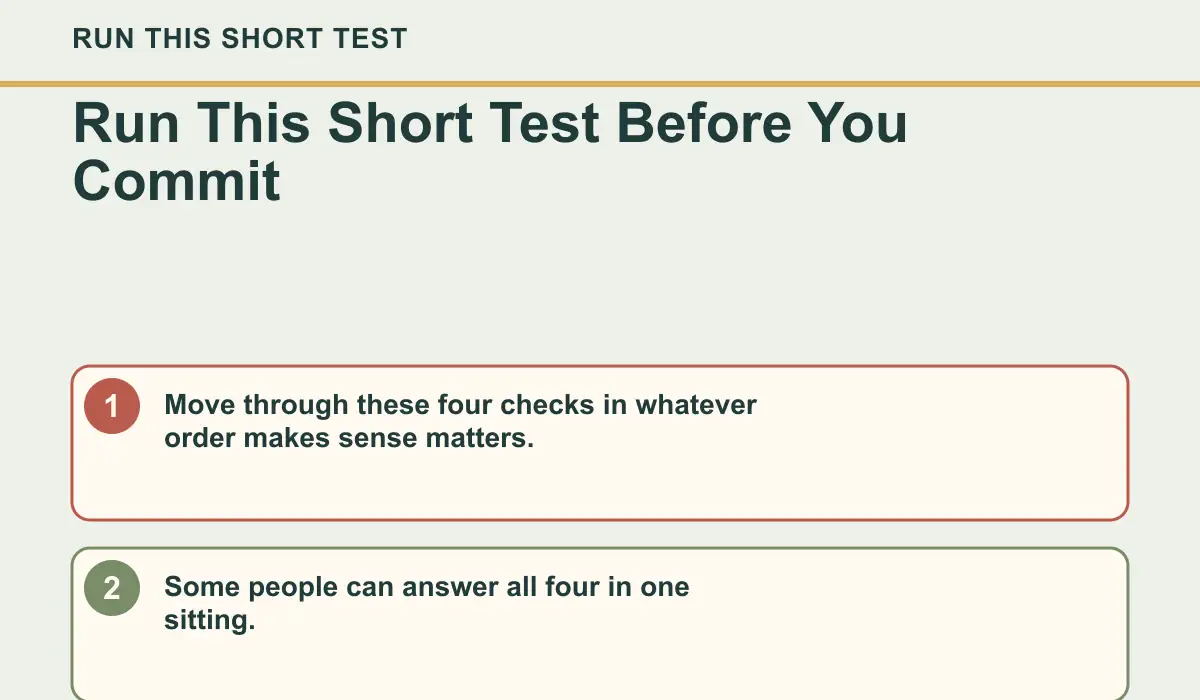 RUN THIS SHORT TEST
Run This Short Test Before You
Commit
1
Move through these four checks in whatever
order makes sense matters.
2
Some people can answer all four in one
sitting.